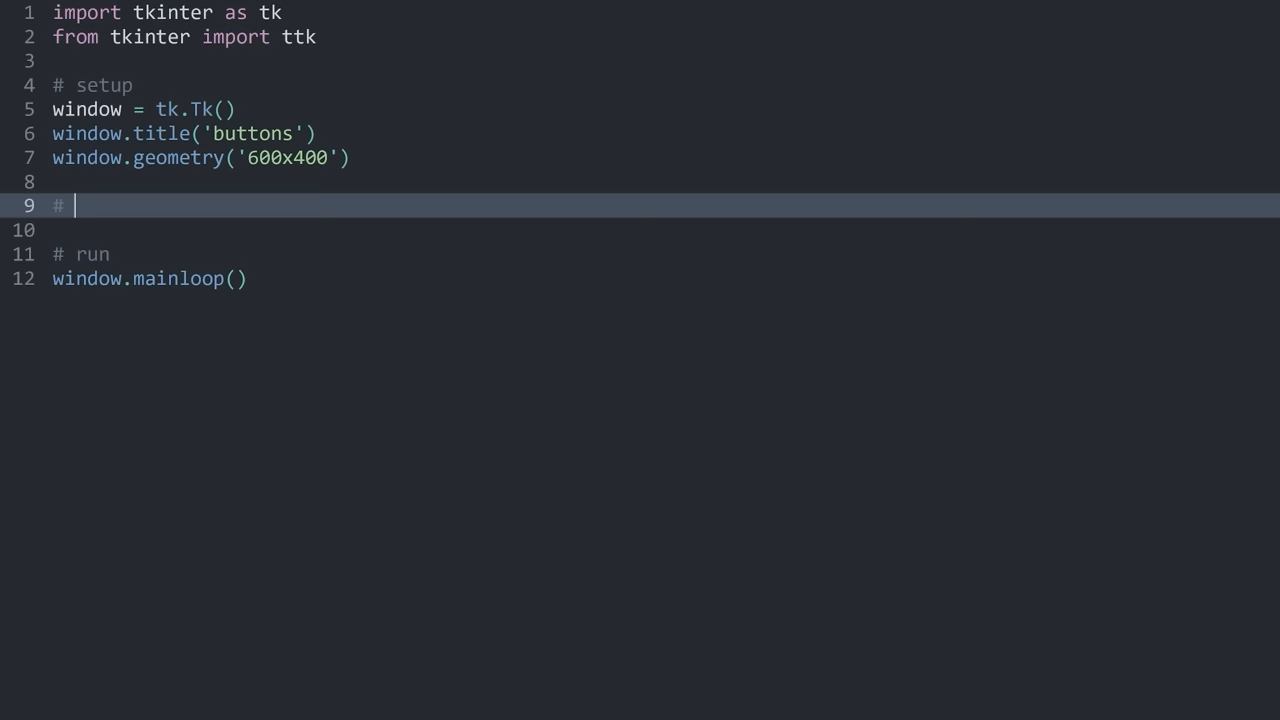 1 import tkinter as tk
2 from tkinter import ttk
3
4 # setup
5 window = tk.Tk()
6 window.title('buttons')
7 window.geometry('600x400')
8
9 #
10
11 # run
12 window.mainloop()